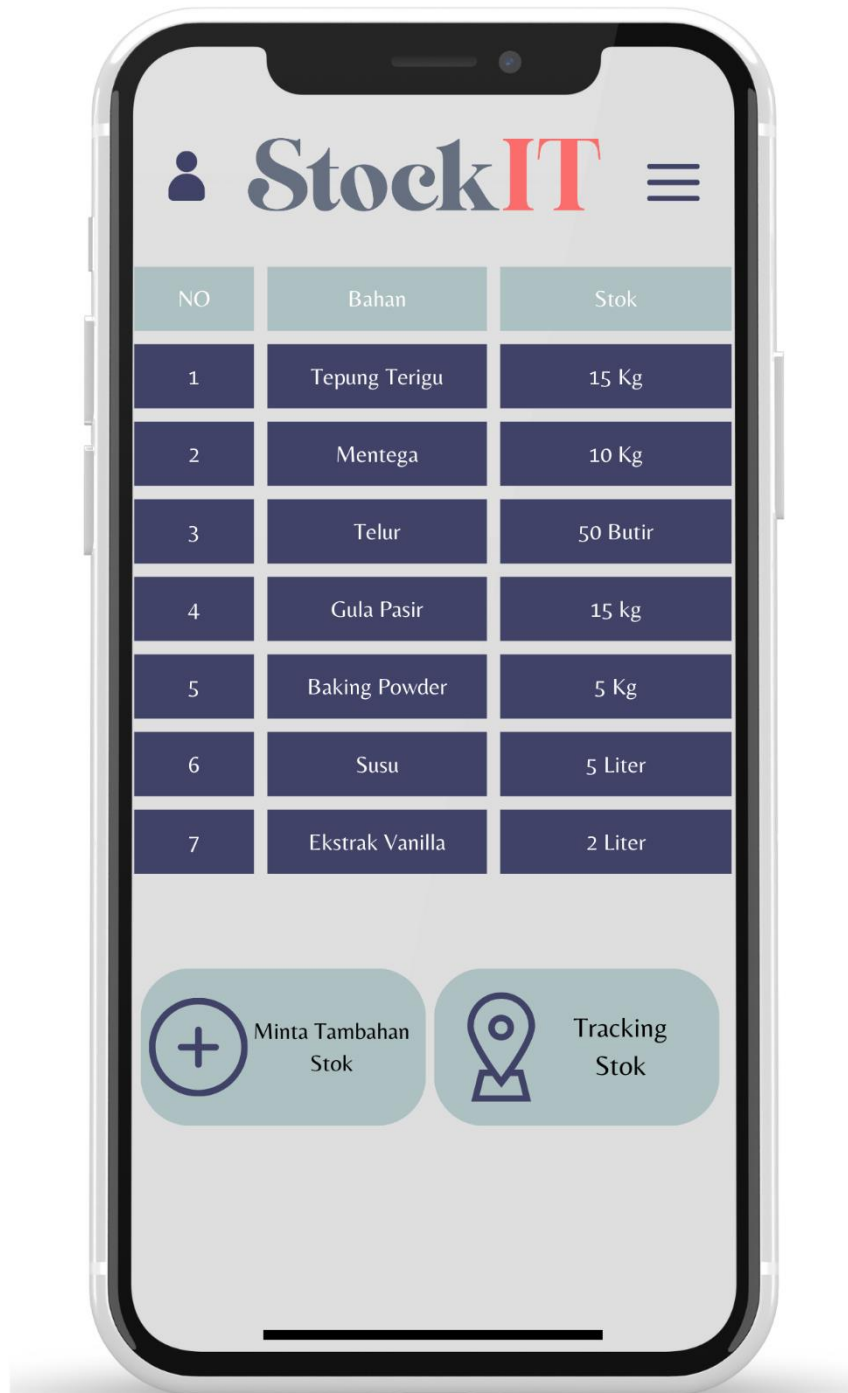 StockIT
NO Bahan Stok
1 Tepung Terigu 15 Kg
2 Mentega 10 Kg
3 Telur 50 Butir
4 Gula Pasir 15 kg
5 Baking Powder 5 Kg
6 Susu 5 Liter
7 Ekstrak Vanilla 2 Liter
Minta Tambahan
Stok
Tracking
Stok